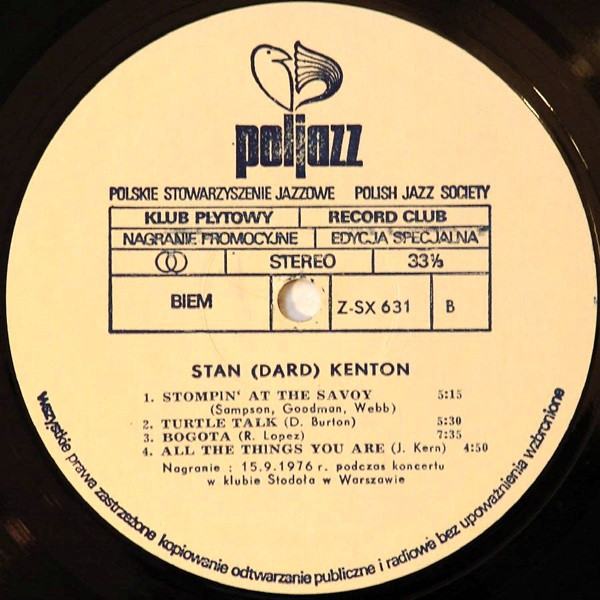 poljazz
POLSKIE STOWARZYSZENIE JAZZOWE POLISH JAZZ SOCIETY
KLUB PŁYTOWY RECORD CLUB
NAGRANIE PROMOCYJNE EDYCJA SPECJALNA
STEREO 33⅓
BIEM Z-SX 631 B
STAN (DARD) KENTON
1. STOMPIN' AT THE SAVOY 5:15
(Sampson, Goodman, Webb)
2. TURTLE TALK (D. Burton) 5:30
3. BOGOTA (R. Lopez) 7:35
4. ALL THE THINGS YOU ARE (J. Kern) 4:50
Nagranie : 15.9.1976 r. podczas koncertu
w klubie Stodoła w Warszawie
wszystkie prawa zastrzeżone kopiowanie odtwarzanie publiczne i radiowe bez upoważnienia wzbronione